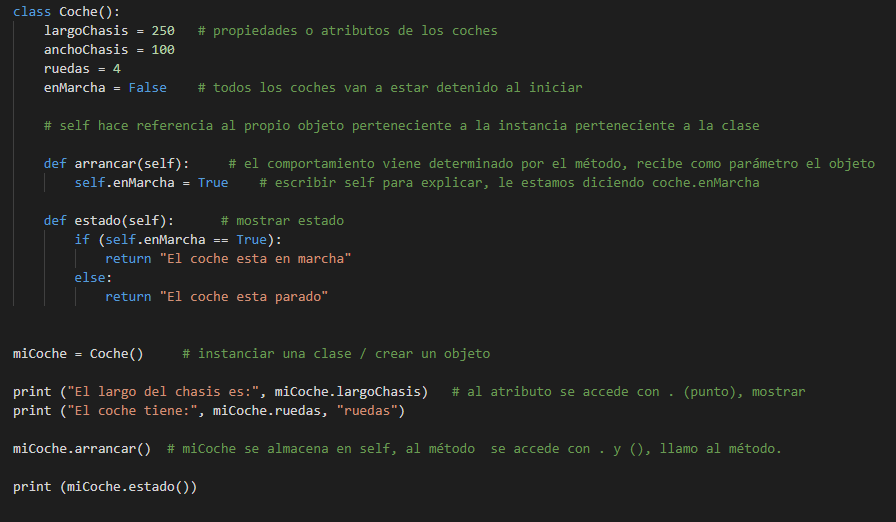 class Coche():
    largoChasis = 250   # propiedades o atributos de los coches
    anchoChasis = 100
    ruedas = 4
    enMarcha = False    # todos los coches van a estar detenido al iniciar

    # self hace referencia al propio objeto perteneciente a la instancia perteneciente a la clase

    def arrancar(self):     # el comportamiento viene determinado por el método, recibe como parámetro el objeto
        self.enMarcha = True    # escribir self para explicar, le estamos diciendo coche.enMarcha

    def estado(self):      # mostrar estado
        if (self.enMarcha == True):
            return "El coche esta en marcha"
        else:
            return "El coche esta parado"


miCoche = Coche()     # instanciar una clase / crear un objeto

print ("El largo del chasis es:", miCoche.largoChasis)   # al atributo se accede con . (punto), mostrar
print ("El coche tiene:", miCoche.ruedas, "ruedas")

miCoche.arrancar()  # miCoche se almacena en self, al método  se accede con . y (), llamo al método.

print (miCoche.estado())